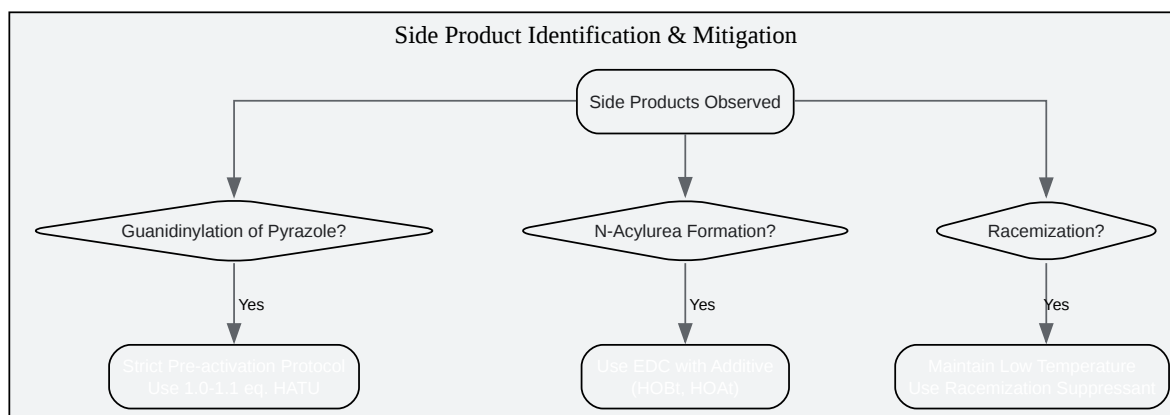 Side Product Identification & Mitigation
Side Products Observed
Guanidinylation of Pyrazole?
N-Acylurea Formation?
Racemization?
Yes
Yes
Yes
Strict Pre-activation Protocol
Use 1.0-1.1 eq. HATU
Use EDC with Additive
(HOBt, HOAt)
Maintain Low Temperature
Use Racemization Suppressant